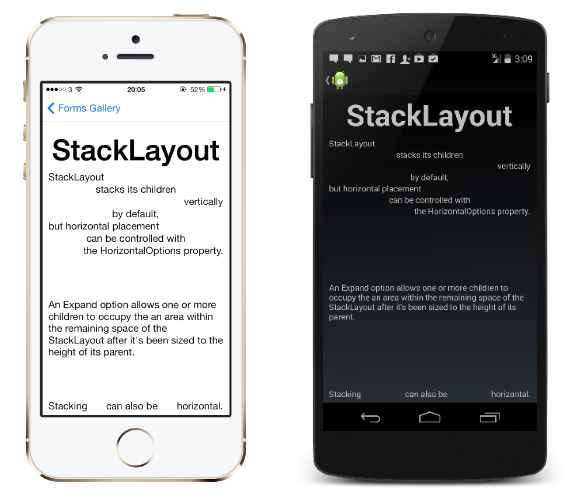 3 20:05 52%
Forms Gallery
StackLayout
StackLayout
stacks its children
vertically
by default,
but horizontal placement
can be controlled with
the HorizontalOptions property.
An Expand option allows one or more
children to occupy the an area within
the remaining space of the
StackLayout after it's been sized to the
height of its parent.
Stacking can also be horizontal.
3G 3:09
StackLayout
StackLayout
stacks its children
vertically
by default,
but horizontal placement
can be controlled with
the HorizontalOptions property.
An Expand option allows one or more children to
occupy the an area within the remaining space of the
StackLayout after it's been sized to the height of its
parent.
Stacking can also be horizontal.